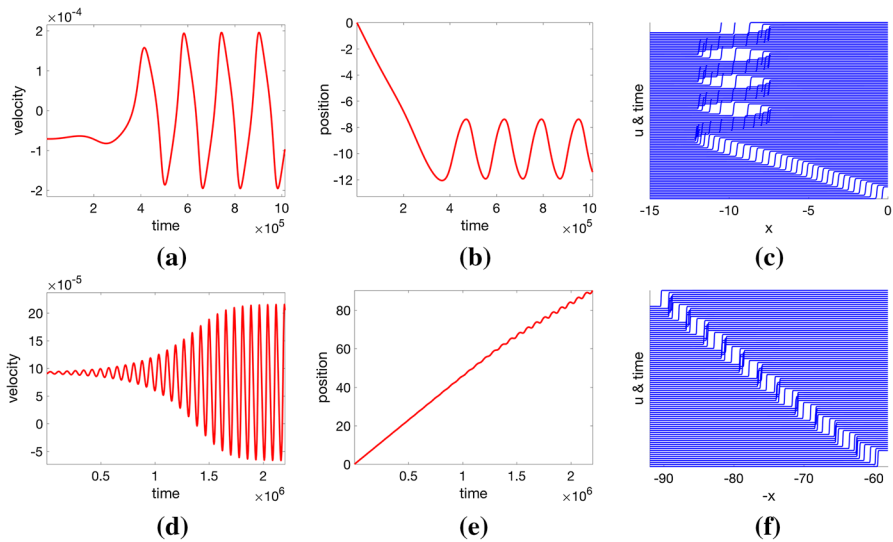 ×10⁻⁴
2
1
0
-1
-2
velocity
2 4 6 8 10
time
×10⁵
(a)
0
-2
-4
-6
-8
-10
-12
position
2 4 6 8 10
time
×10⁵
(b)
u & time
-15 -10 -5 0
x
(c)
×10⁻⁵
20
15
10
5
0
-5
velocity
0.5 1 1.5 2
time
×10⁶
(d)
80
60
40
20
0
position
0.5 1 1.5 2
time
×10⁶
(e)
u & time
-90 -80 -70 -60
-x
(f)